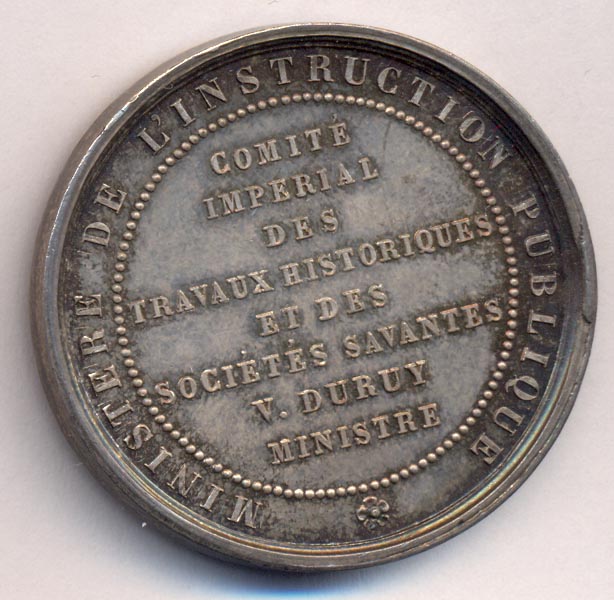 MINISTERE DE L'INSTRUCTION PUBLIQUE
COMITÉ
IMPERIAL
DES
TRAVAUX HISTORIQUES
ET DES
SOCIÉTÉS SAVANTES
V. DURUY
MINISTRE